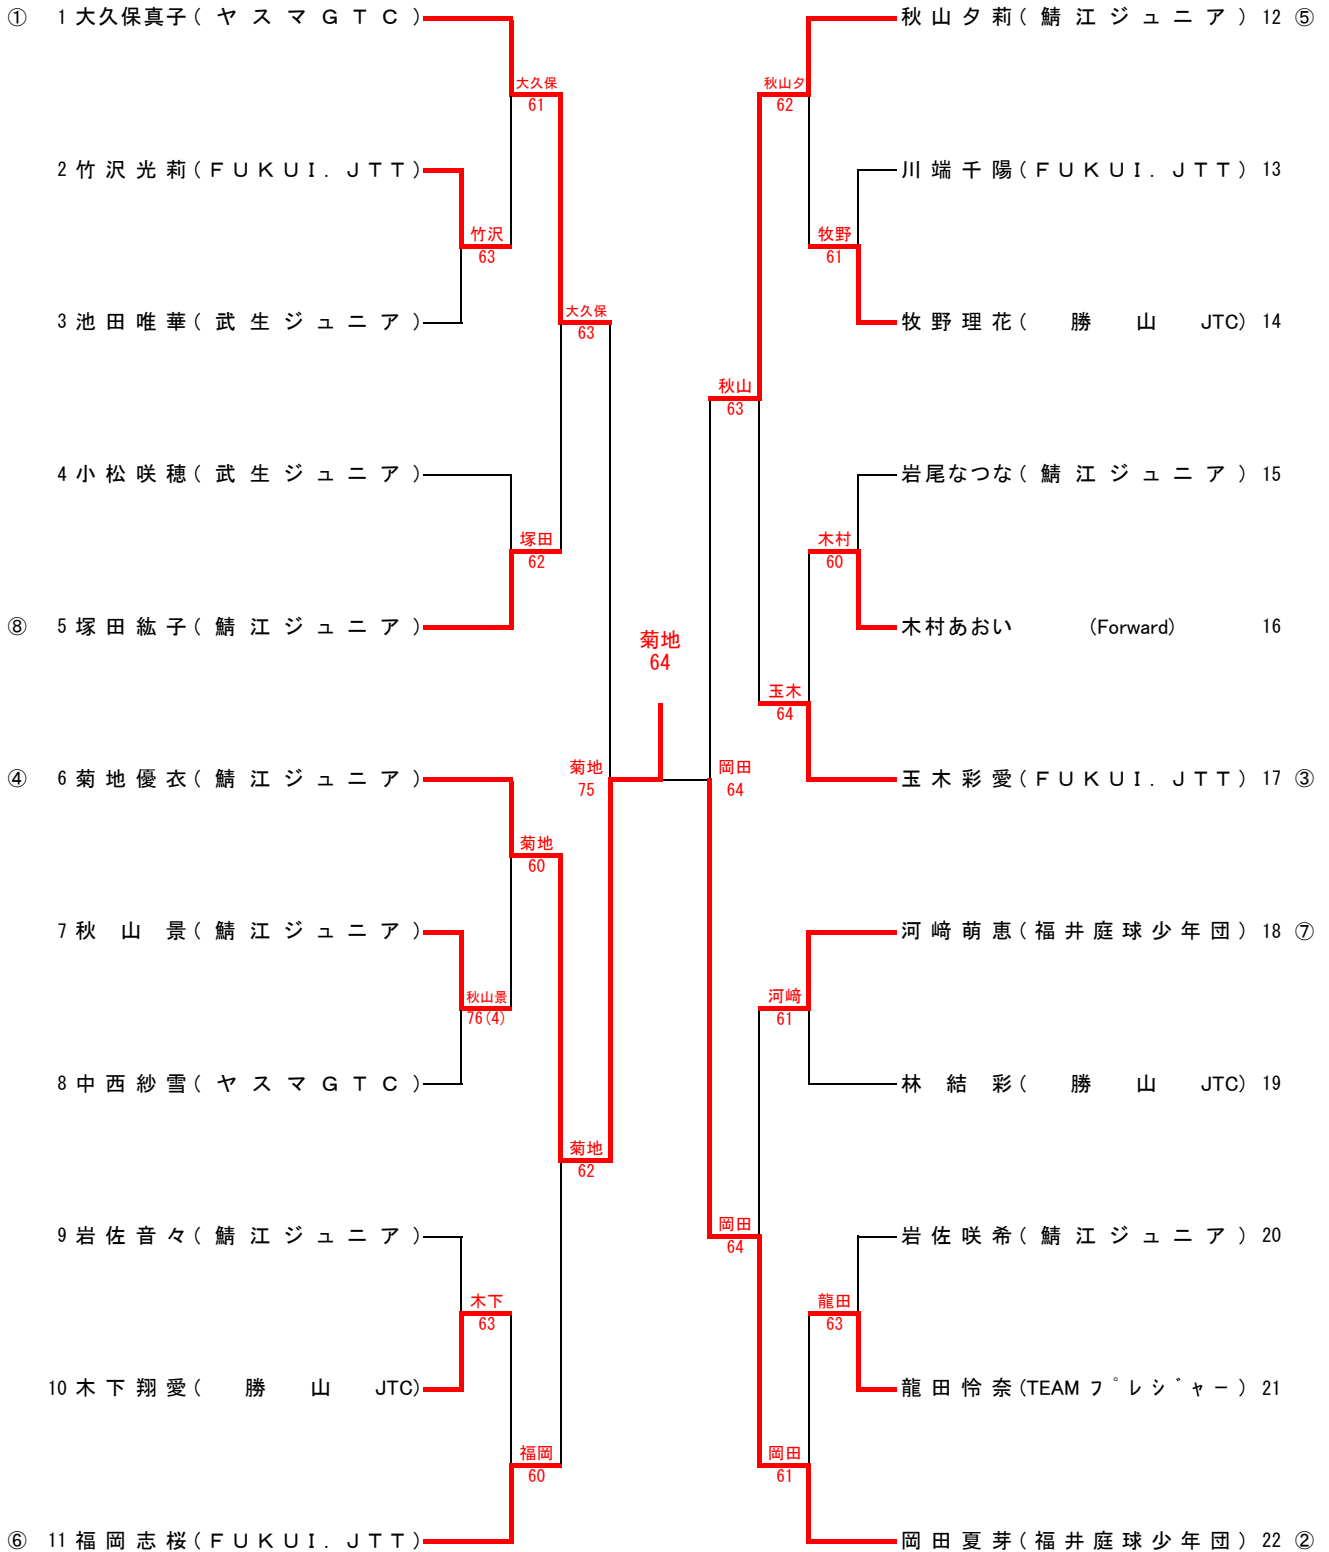 ① 1 大久保真子(ヤスマGTC)
秋山夕莉(鯖江ジュニア) 12 ⑤
大久保
61
秋山夕
62
2 竹沢光莉(FUKUI.JTT)
川端千陽(FUKUI.JTT) 13
竹沢
63
牧野
61
3 池田唯華(武生ジュニア)
大久保
63
牧野理花(勝山JTC) 14
秋山
63
4 小松咲穂(武生ジュニア)
岩尾なつな(鯖江ジュニア) 15
塚田
62
木村
60
⑧ 5 塚田紘子(鯖江ジュニア)
菊地
64
木村あおい (Forward) 16
玉木
64
④ 6 菊地優衣(鯖江ジュニア)
菊地
75
岡田
64
玉木彩愛(FUKUI.JTT) 17 ③
菊地
60
7 秋山景(鯖江ジュニア)
河﨑萌恵(福井庭球少年団) 18 ⑦
秋山景
76(4)
河﨑
61
8 中西紗雪(ヤスマGTC)
林結彩(勝山JTC) 19
菊地
62
9 岩佐音々(鯖江ジュニア)
岡田
64
岩佐咲希(鯖江ジュニア) 20
木下
63
龍田
63
10 木下翔愛(勝山JTC)
龍田怜奈(TEAMプレジャー) 21
福岡
60
岡田
61
⑥ 11 福岡志桜(FUKUI.JTT)
岡田夏芽(福井庭球少年団) 22 ②